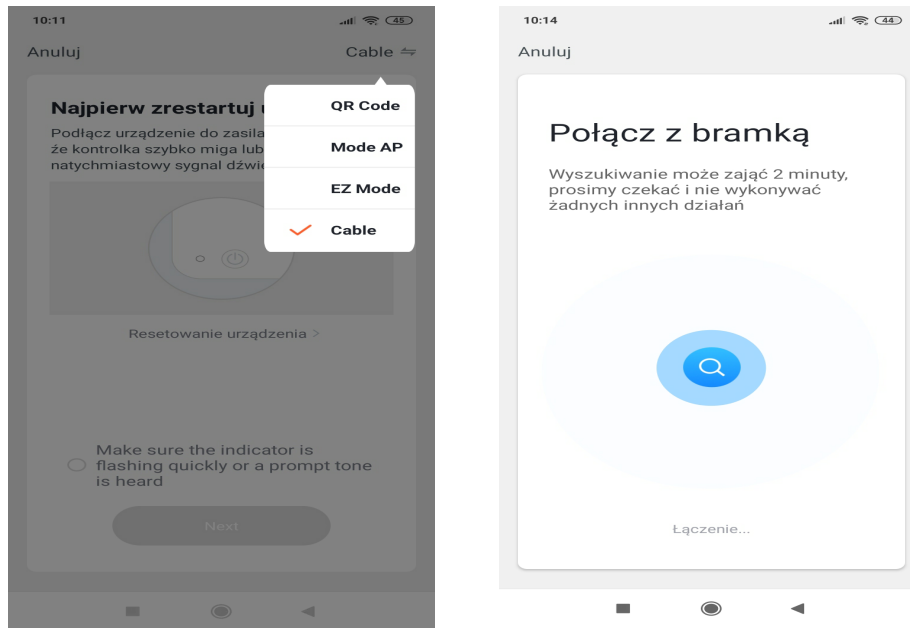 10:11
45
Anuluj
Cable
Najpierw zrestartuj
QR Code
Podłącz urządzenie do
że kontrolka szybko miga lub
Mode AP
natychmiastowy sygnal
EZ Mode
Cable
Resetowanie urządzenia >
Make sure the indicator is
flashing quickly or a prompt tone
is heard
Next
10:14
44
Anuluj
Połącz z bramką
Wyszukiwanie może zająć 2 minuty,
prosimy czekać i nie wykonywać
żadnych innych działań
Łączenie...